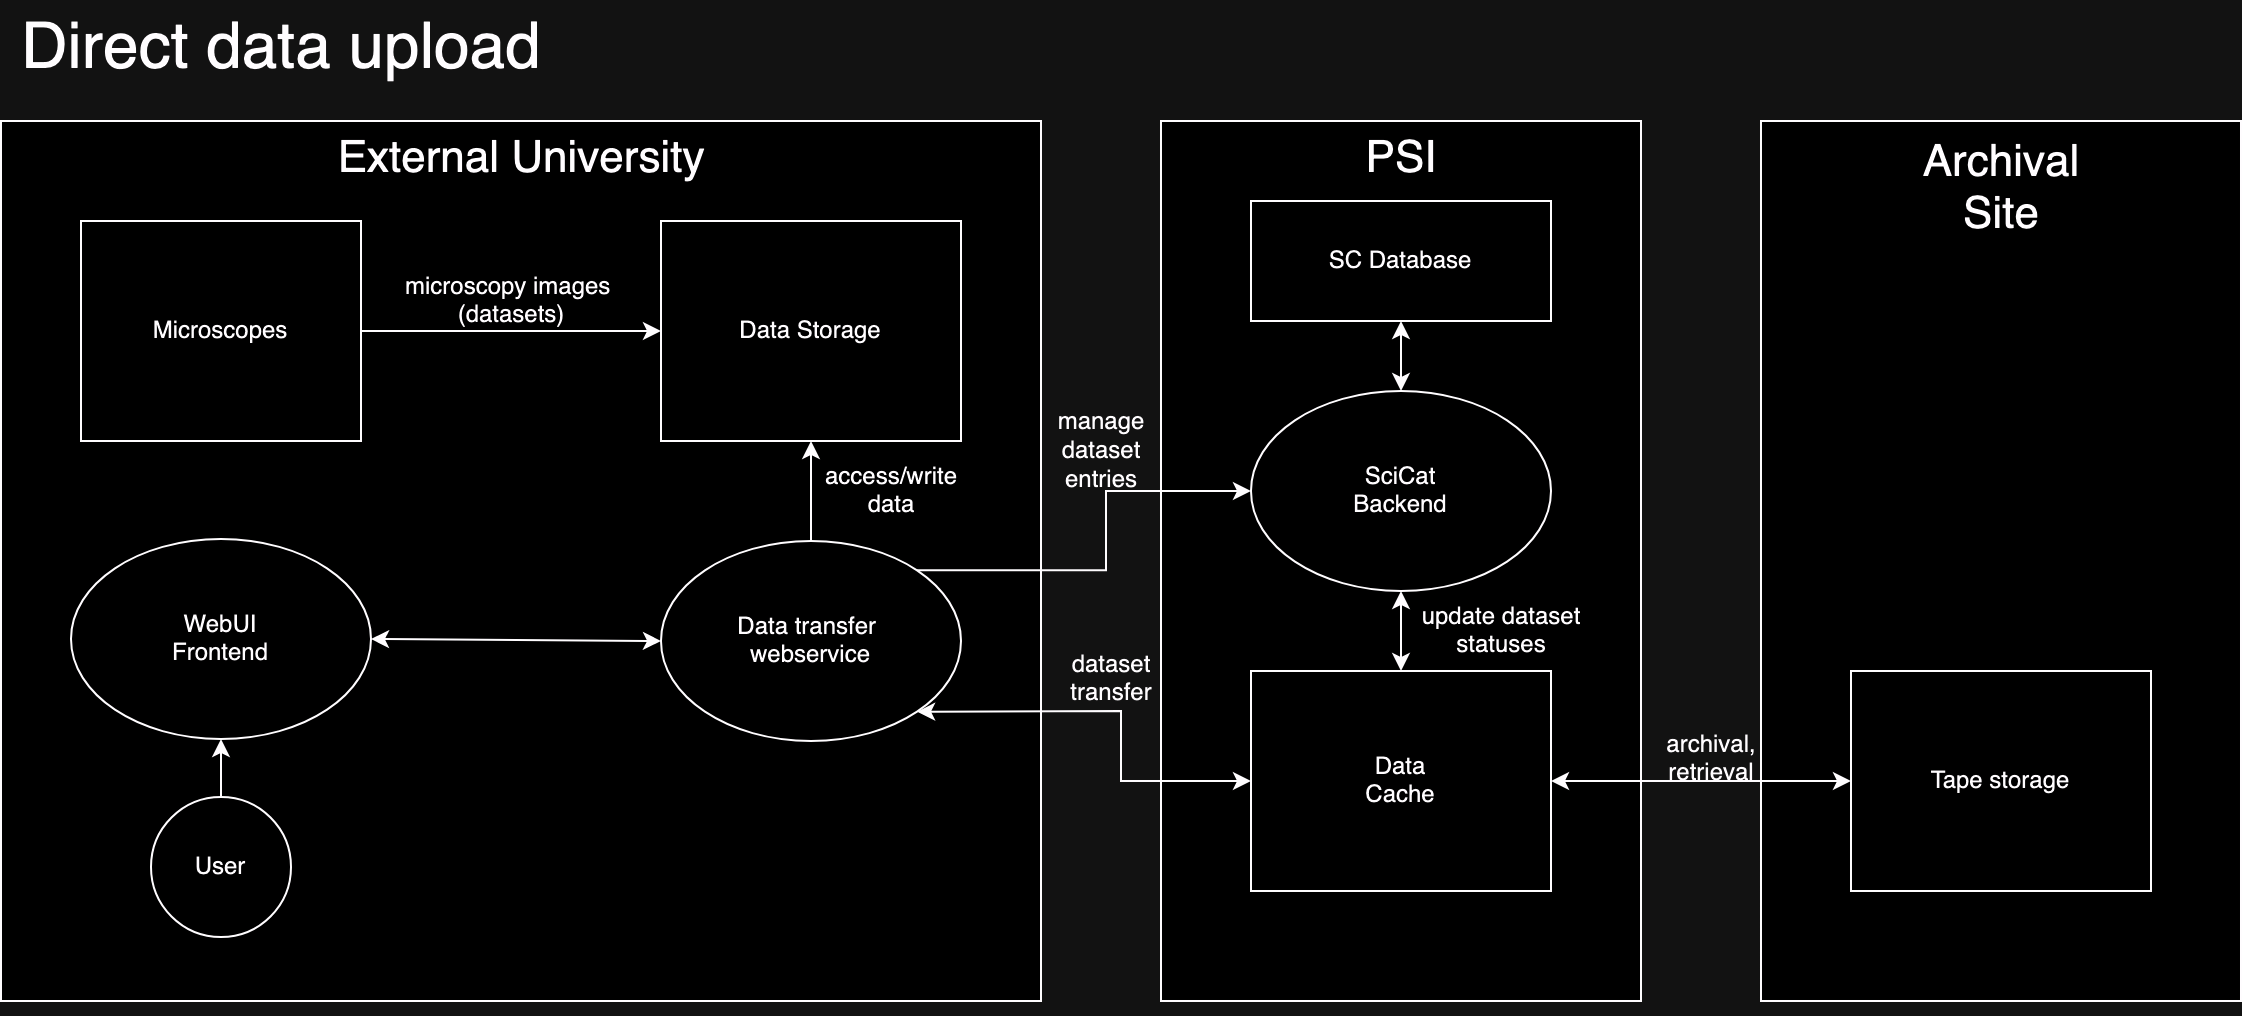 Direct data upload
External University
Microscopes
microscopy images
(datasets)
Data Storage
access/write
data
WebUI
Frontend
Data transfer
webservice
User
manage
dataset
entries
dataset
transfer
PSI
SC Database
SciCat
Backend
update dataset
statuses
Data
Cache
archival,
retrieval
Archival
Site
Tape storage